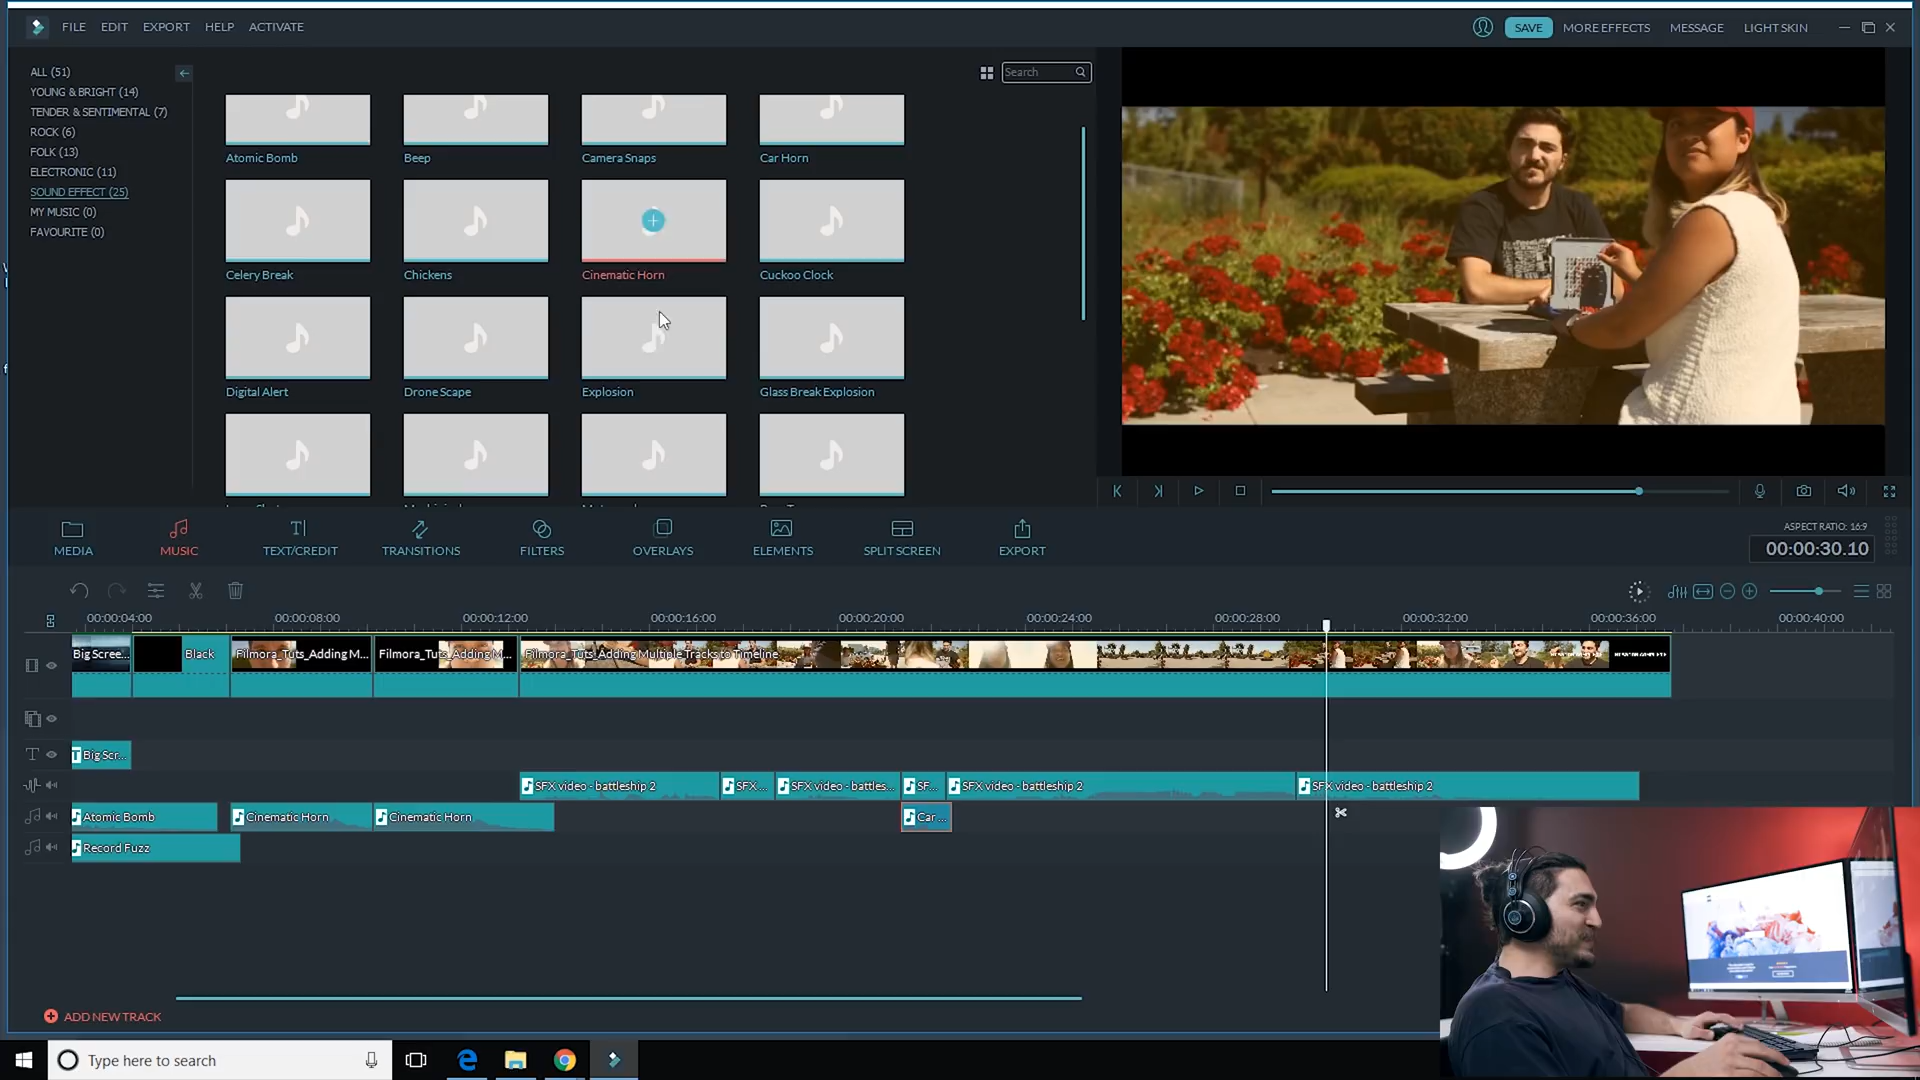 FILE EDIT EXPORT HELP ACTIVATE SAVE MORE EFFECTS MESSAGE LIGHT SKIN
ALL (51)
YOUNG & BRIGHT (14)
TENDER & SENTIMENTAL (7)
ROCK (6)
FOLK (13)
ELECTRONIC (11)
SOUND EFFECT (25)
MY MUSIC (0)
FAVOURITE (0)
Search
Atomic Bomb Beep Camera Snaps Car Horn
Celery Break Chickens Cinematic Horn Cuckoo Clock
Digital Alert Drone Scape Explosion Glass Break Explosion
MEDIA MUSIC TEXT/CREDIT TRANSITIONS FILTERS OVERLAYS ELEMENTS SPLIT SCREEN EXPORT
ASPECT RATIO: 16:9
00:00:30.10
00:00:04:00 00:00:08:00 00:00:12:00 00:00:16:00 00:00:20:00 00:00:24:00 00:00:28:00 00:00:32:00 00:00:36:00 00:00:40:00
Big Scree... Black Filmora_Tuts_Adding M... Filmora_Tuts_Adding M... Filmora_Tuts_Adding Multiple Tracks to Timeline
Big Scr...
SFX video - battleship 2 SFX... SFX video - battles... SF... SFX video - battleship 2 SFX video - battleship 2
Atomic Bomb Cinematic Horn Cinematic Horn Car ...
Record Fuzz
ADD NEW TRACK
Type here to search